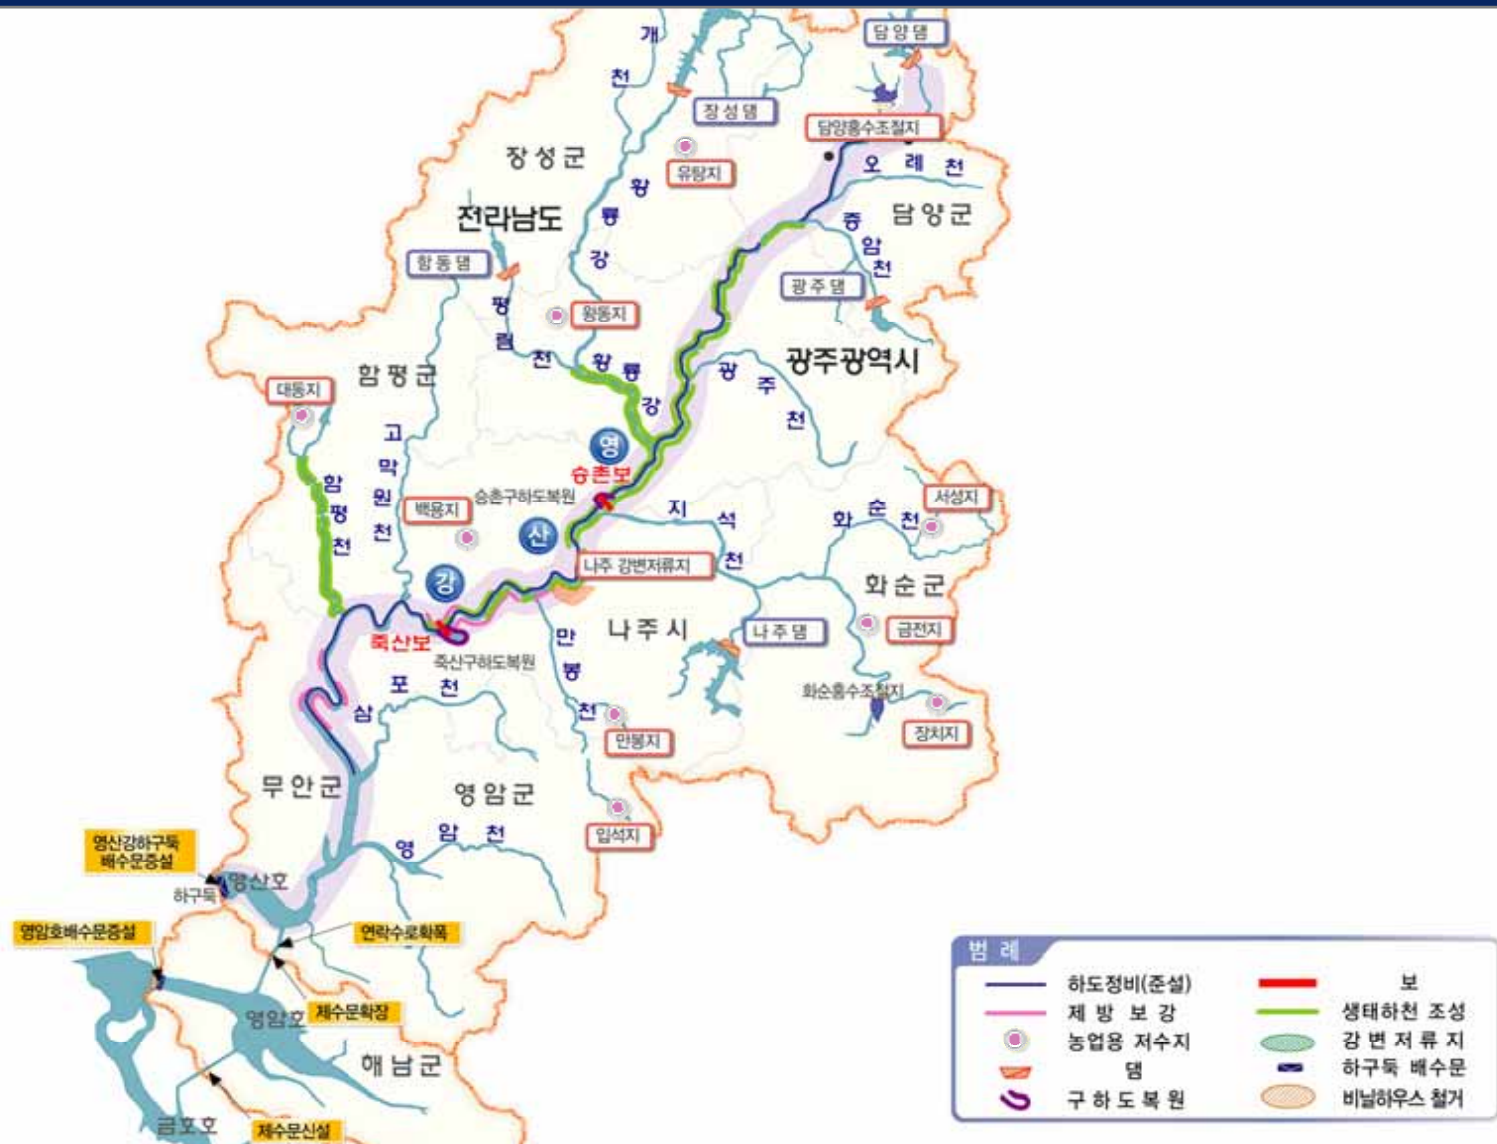 개
천
담양댐
장성댐
담양홍수조절지
장성군
유탕지
오례천
황룡강
전라남도
담양군
증암천
함동댐
광주댐
평림천
왕동지
황룡강
광주광역시
함평군
광주천
대동지
고막원천
영
승촌보
함평천
백용지
승촌구하도복원
지석천
화순천
서성지
산
나주 강변저류지
강
화순군
나주시
나주댐
금전지
죽산보
죽산구하도복원
만봉천
삼포천
화순홍수조절지
만봉지
장치지
무안군
영암군
영암천
입석지
영산강하구둑
배수문증설
영산호
하구둑
영암호배수문증설
연락수로확폭
제수문확장
영암호
해남군
금호호
제수문신설
범 례
하도정비(준설)
보
제 방 보 강
생태하천 조성
농업용 저수지
강 변 저 류 지
댐
하구둑 배수문
구 하 도 복 원
비닐하우스 철거